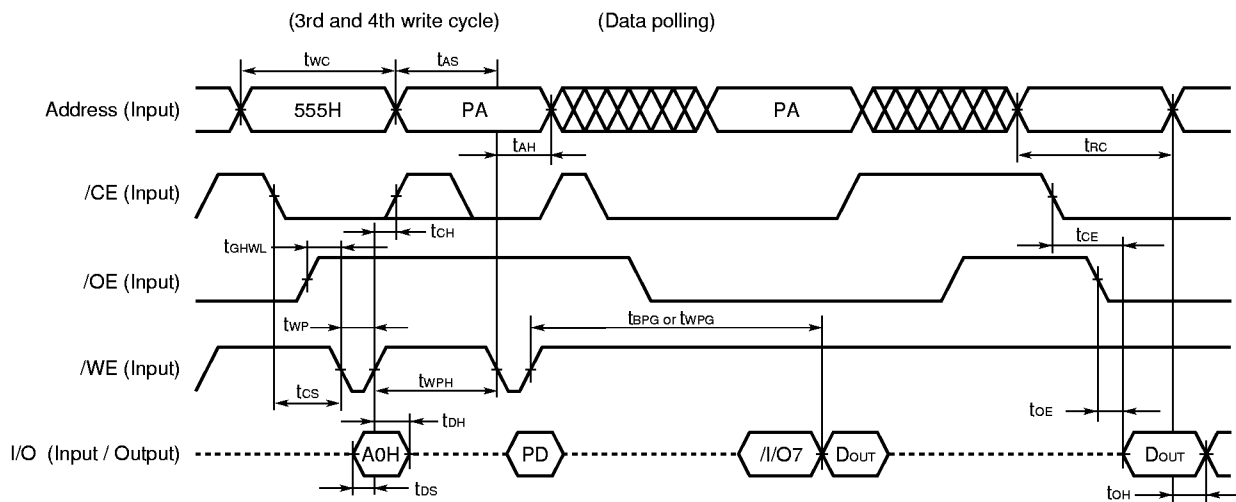 (3rd and 4th write cycle) (Data polling)
tWC tAS
Address (Input) 555H PA PA
tAH tRC
/CE (Input)
tCH tCE
tGHWL
/OE (Input)
tWP tBPG or tWPG
/WE (Input)
tCS tWPH
tDH tOE
I/O (Input / Output) A0H PD /I/O7 DOUT DOUT
tDS tOH